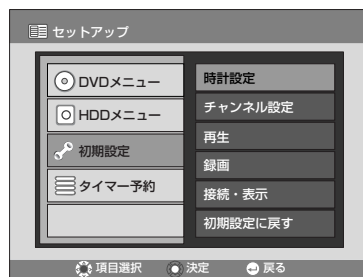 セットアップ
DVDメニュー
HDDメニュー
初期設定
タイマー予約
時計設定
チャンネル設定
再生
録画
接続・表示
初期設定に戻す
項目選択 決定 戻る